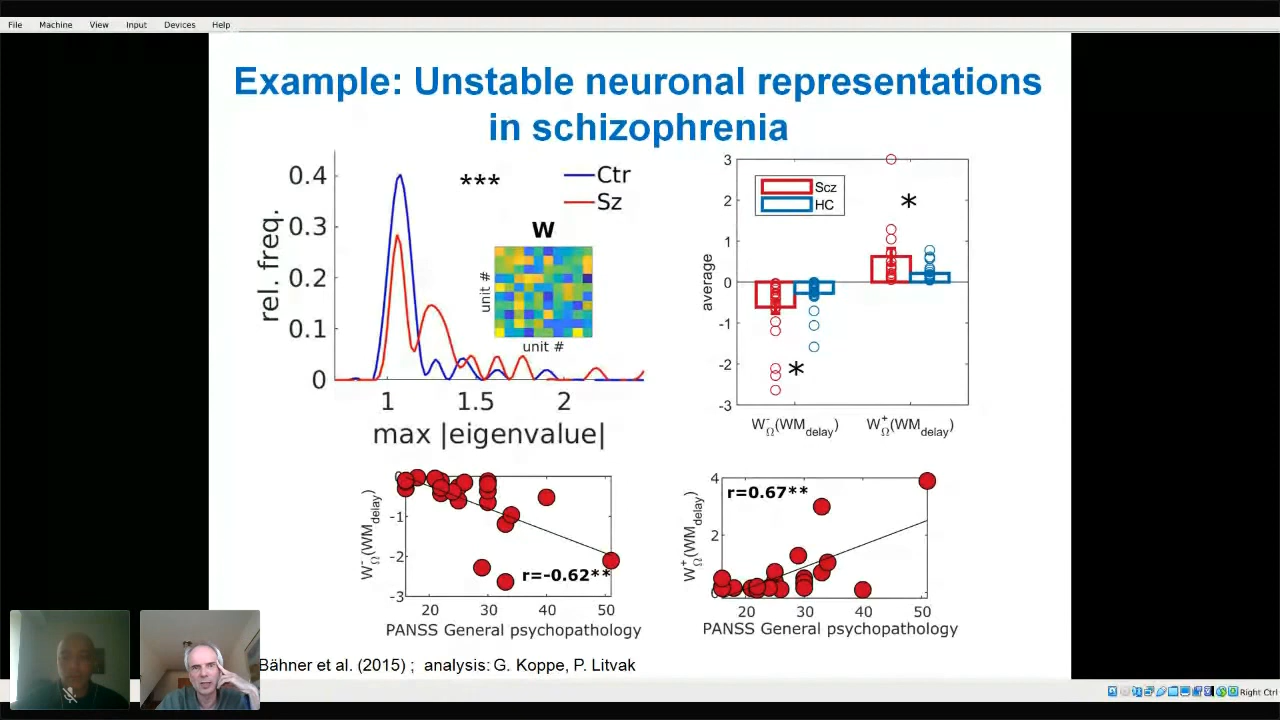 File Machine View Input Devices Help
Example: Unstable neuronal representations
in schizophrenia
rel. freq.
0.4
0.3
0.2
0.1
0
***
Ctr
Sz
W
unit #
unit #
1 1.5 2
max |eigenvalue|
average
3
2
1
0
-1
-2
-3
Scz
HC
*
*
W-Ω(WMdelay) W+Ω(WMdelay)
W-Ω(WMdelay)
0
-1
-2
-3
r=-0.62**
20 30 40 50
PANSS General psychopathology
W+Ω(WMdelay)
4
2
0
r=0.67**
20 30 40 50
PANSS General psychopathology
Bähner et al. (2015) ; analysis: G. Koppe, P. Litvak
Right Ctrl